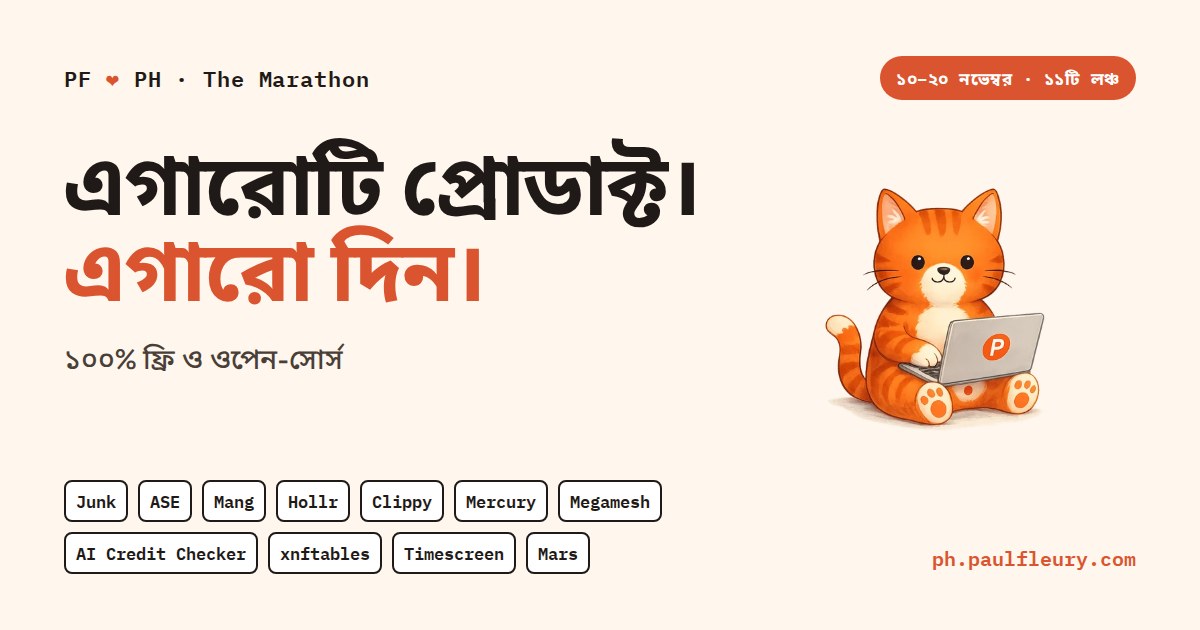 PF ❤ PH · The Marathon
১০–২০ নভেম্বর · ১১টি লঞ্চ
এগারোটি প্রোডাক্ট।
এগারো দিন।
১০০% ফ্রি ও ওপেন-সোর্স
P
Junk ASE Mang Hollr Clippy Mercury Megamesh
AI Credit Checker xnftables Timescreen Mars
ph.paulfleury.com